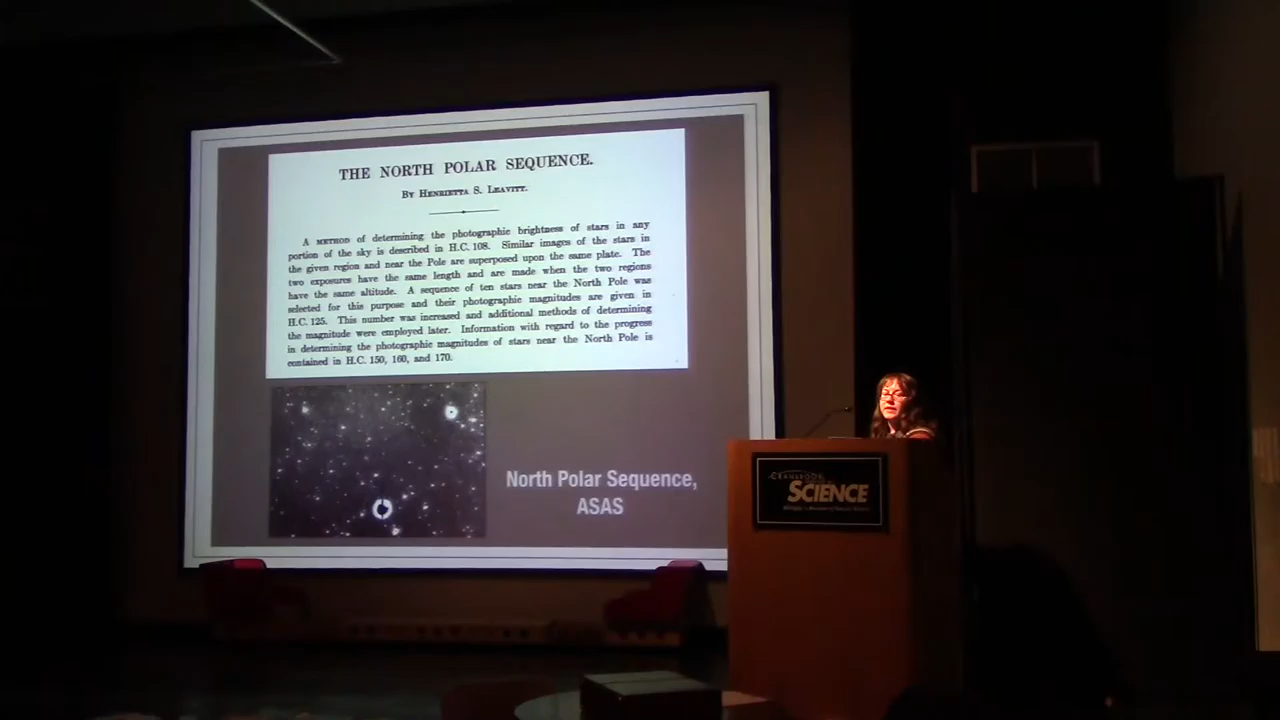 THE NORTH POLAR SEQUENCE.
BY HENRIETTA S. LEAVITT.
A METHOD of determining the photographic brightness of stars in any
portion of the sky is described in H.C. 108. Similar images of the stars in
the given region and near the Pole are superposed upon the same plate. The
two exposures have the same length and are made when the two regions
have the same altitude. A sequence of ten stars near the North Pole was
selected for this purpose and their photographic magnitudes are given in
H.C. 125. This number was increased and additional methods of determining
the magnitude were employed later. Information with regard to the progress
in determining the photographic magnitudes of stars near the North Pole is
contained in H.C. 150, 160, and 170.
North Polar Sequence,
ASAS
CRANBROOK
SCIENCE